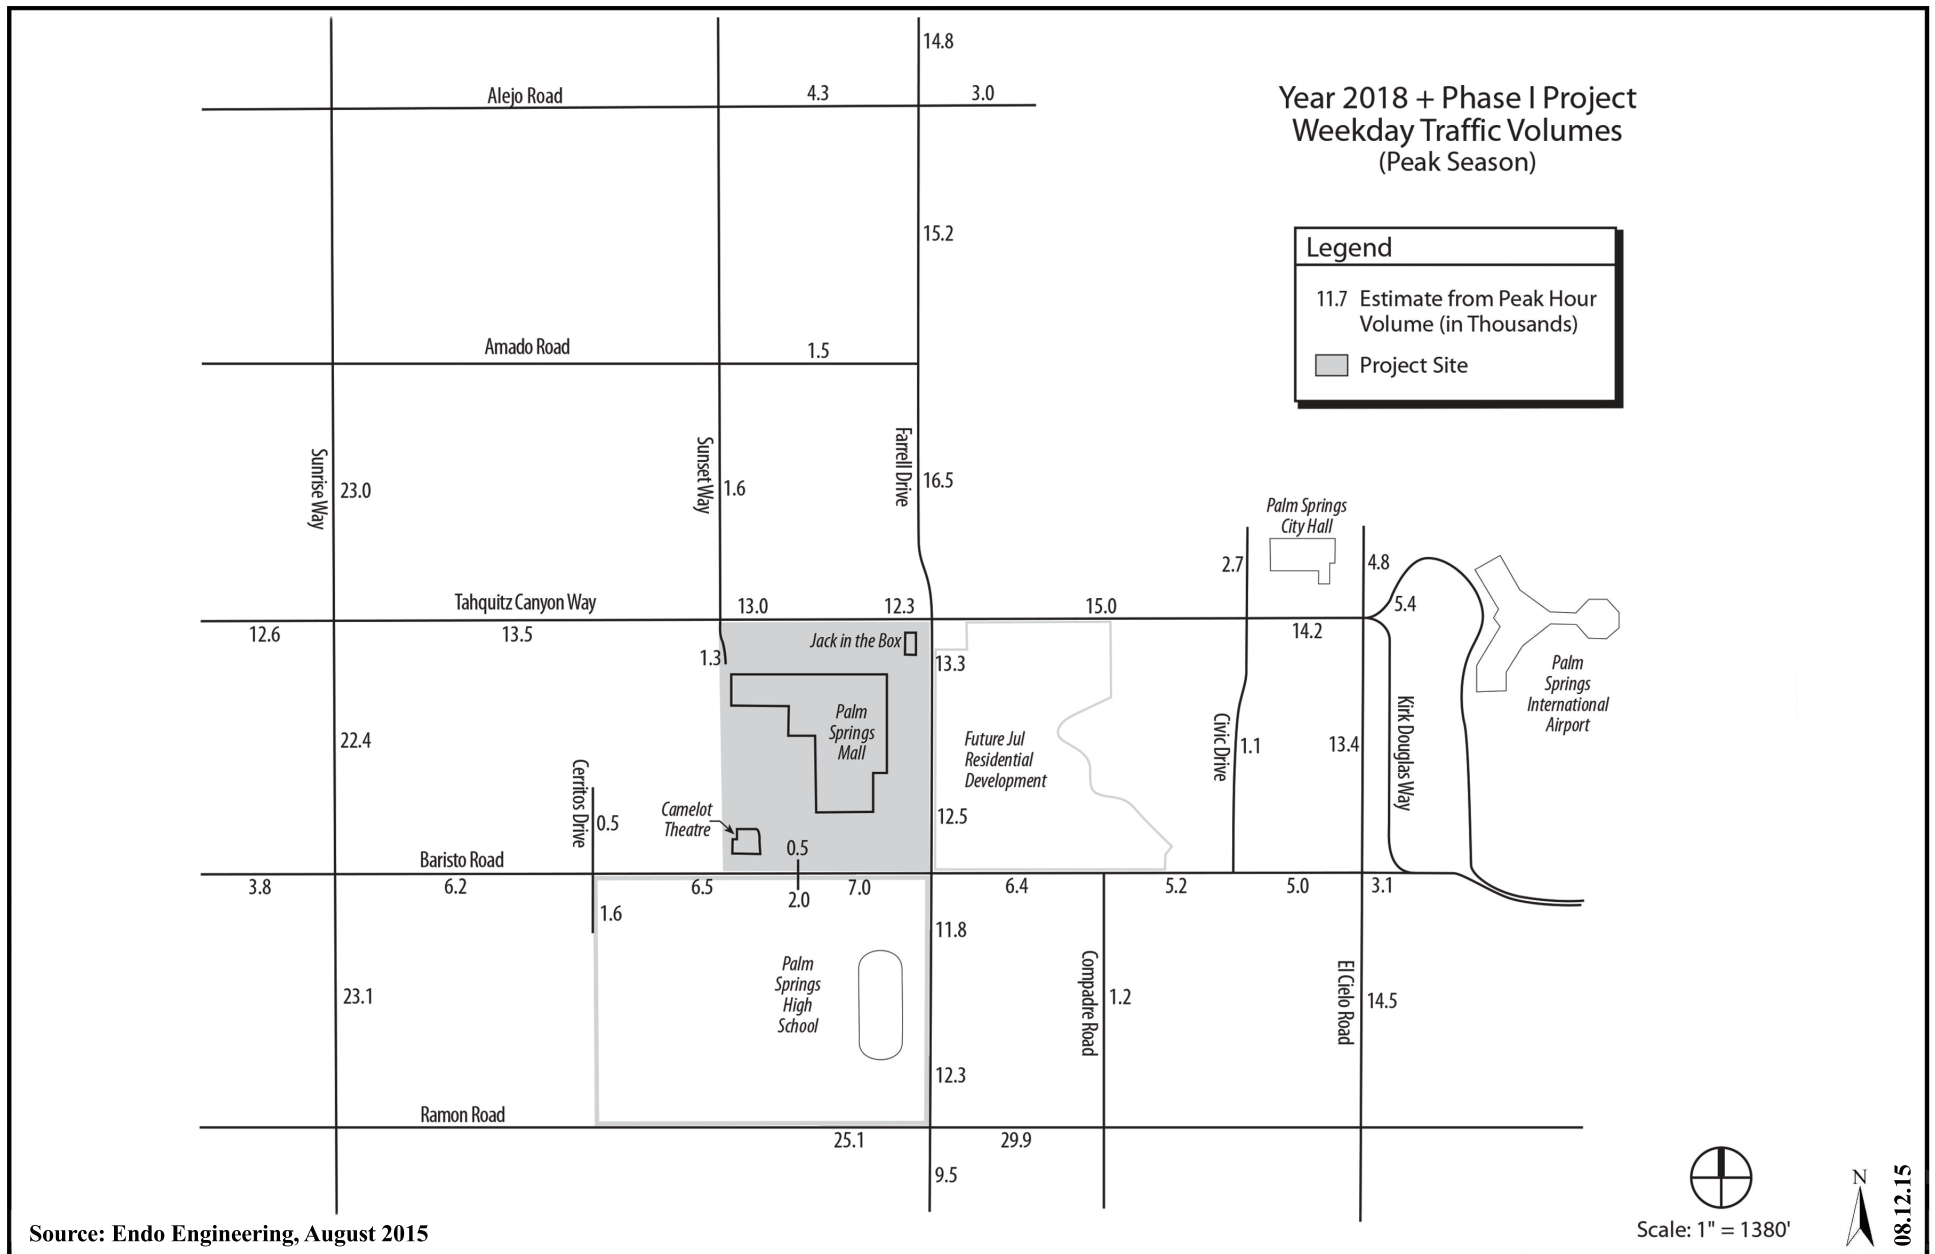 14.8
Alejo Road
4.3
3.0
Year 2018 + Phase I Project
Weekday Traffic Volumes
(Peak Season)
15.2
Legend
11.7 Estimate from Peak Hour
Volume (in Thousands)
Project Site
Amado Road
1.5
Sunrise Way
23.0
Sunset Way
1.6
Farrell Drive
16.5
Palm Springs
City Hall
2.7
4.8
5.4
Tahquitz Canyon Way
13.0
12.3
15.0
12.6
13.5
14.2
Jack in the Box
1.3
13.3
Palm
Springs
International
Airport
Palm
Springs
Mall
22.4
Future Jul
Residential
Development
Civic Drive
1.1
13.4
Kirk Douglas Way
Cerritos Drive
0.5
Camelot
Theatre
12.5
0.5
Baristo Road
3.8
6.2
6.5
2.0
7.0
6.4
5.2
5.0
3.1
1.6
11.8
Palm
Springs
High
School
23.1
Compadre Road
1.2
El Cielo Road
14.5
12.3
Ramon Road
25.1
29.9
9.5
Source: Endo Engineering, August 2015
Scale: 1" = 1380'
N
08.12.15